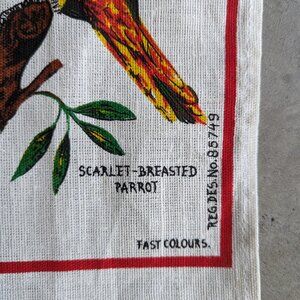 SCARLET-BREASTED
PARROT
REG.DES.No.85749
FAST COLOURS.